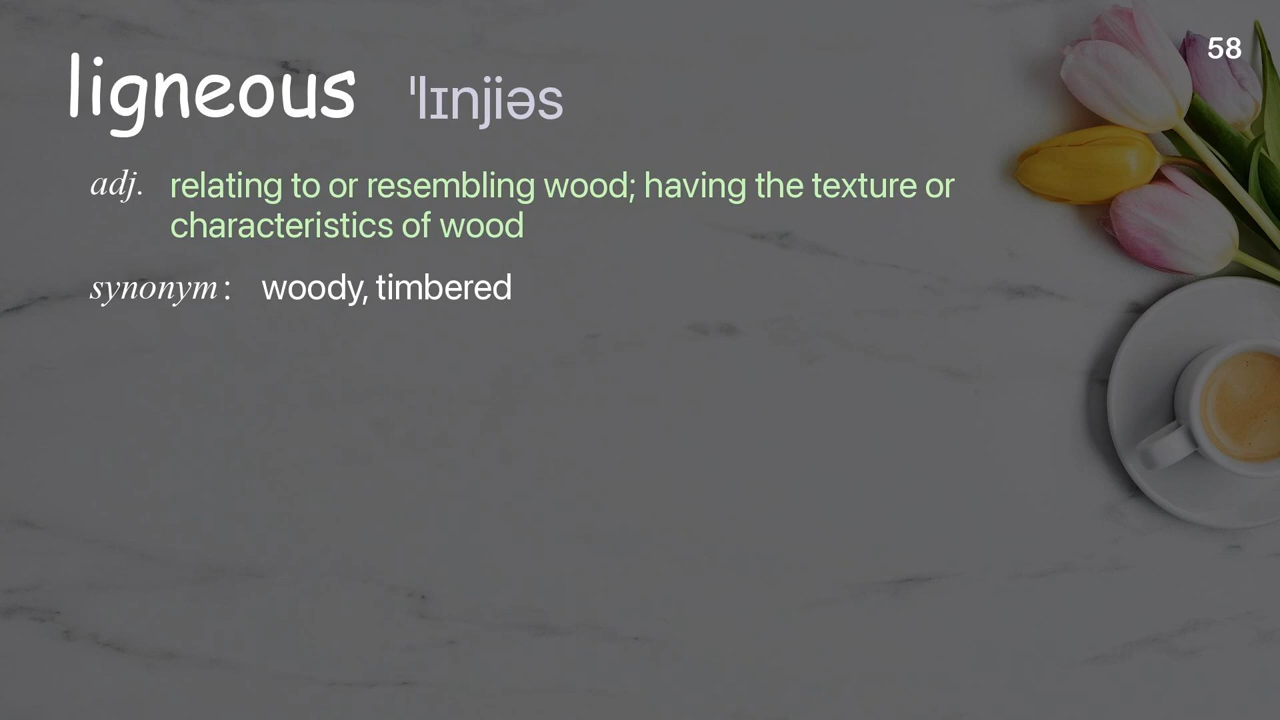 58
ligneous ˈlɪnjiəs
adj. relating to or resembling wood; having the texture or
characteristics of wood
synonym: woody, timbered